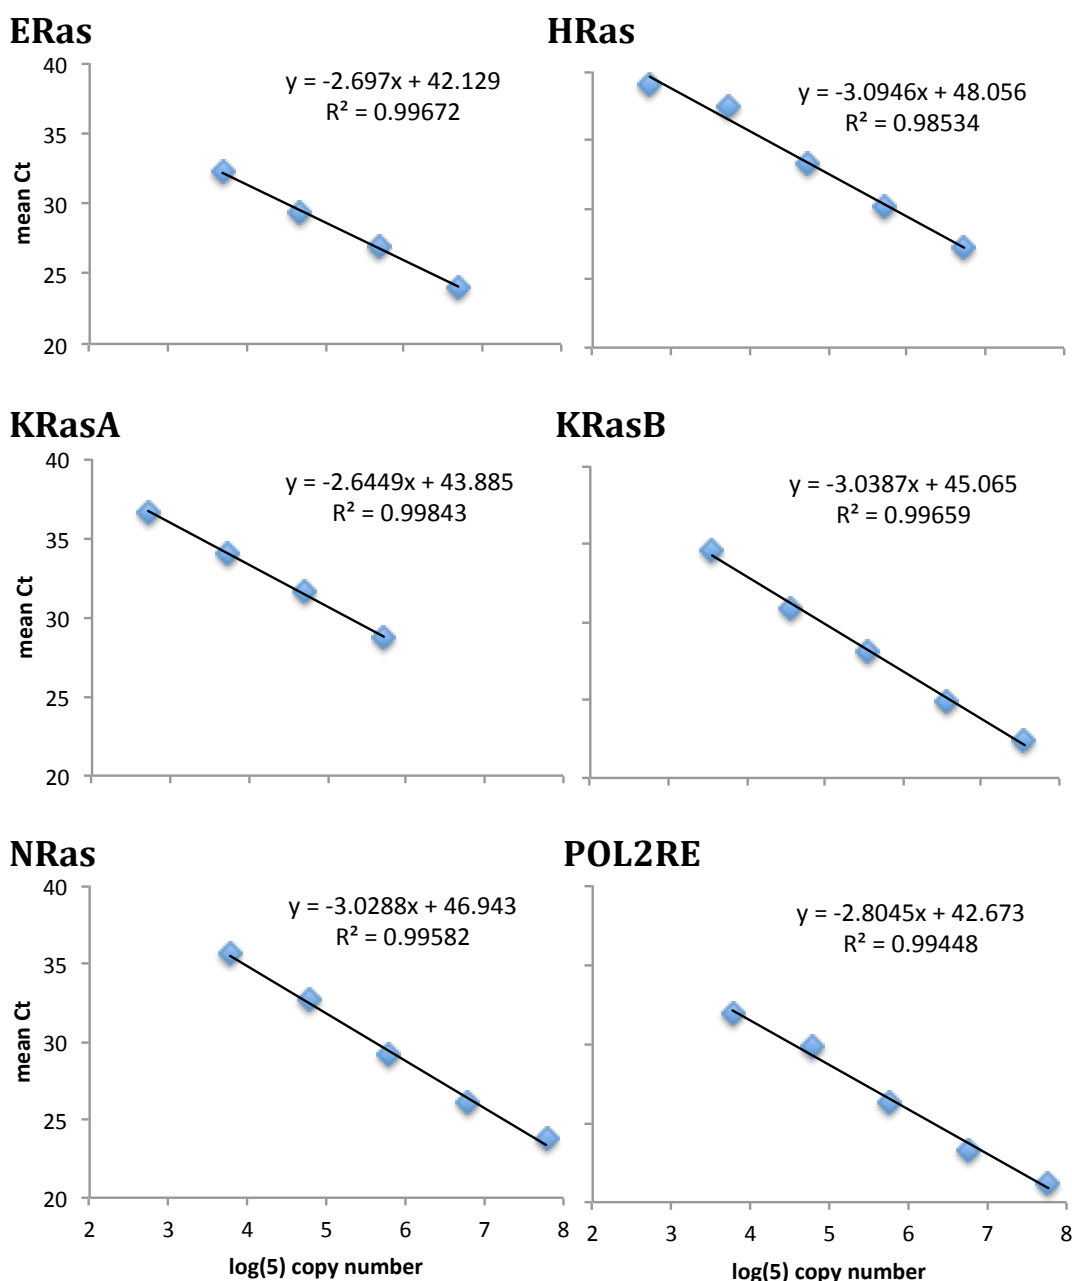 ERas
40
35
30
25
20
mean Ct
y = -2.697x + 42.129
R² = 0.99672
HRas
y = -3.0946x + 48.056
R² = 0.98534
KRasA
40
35
30
25
20
mean Ct
y = -2.6449x + 43.885
R² = 0.99843
KRasB
y = -3.0387x + 45.065
R² = 0.99659
NRas
40
35
30
25
20
mean Ct
y = -3.0288x + 46.943
R² = 0.99582
2 3 4 5 6 7 8
log(5) copy number
POL2RE
y = -2.8045x + 42.673
R² = 0.99448
2 3 4 5 6 7 8
log(5) copy number